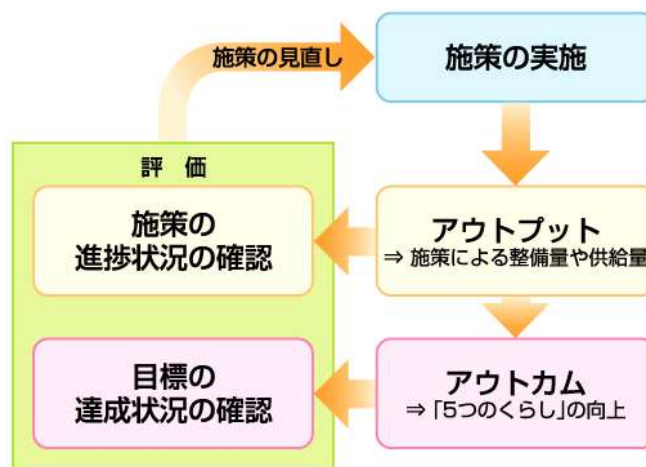 施策の見直し
施策の実施
評 価
施策の
進捗状況の確認
アウトプット
⇒ 施策による整備量や供給量
目標の
達成状況の確認
アウトカム
⇒「5つのくらし」の向上